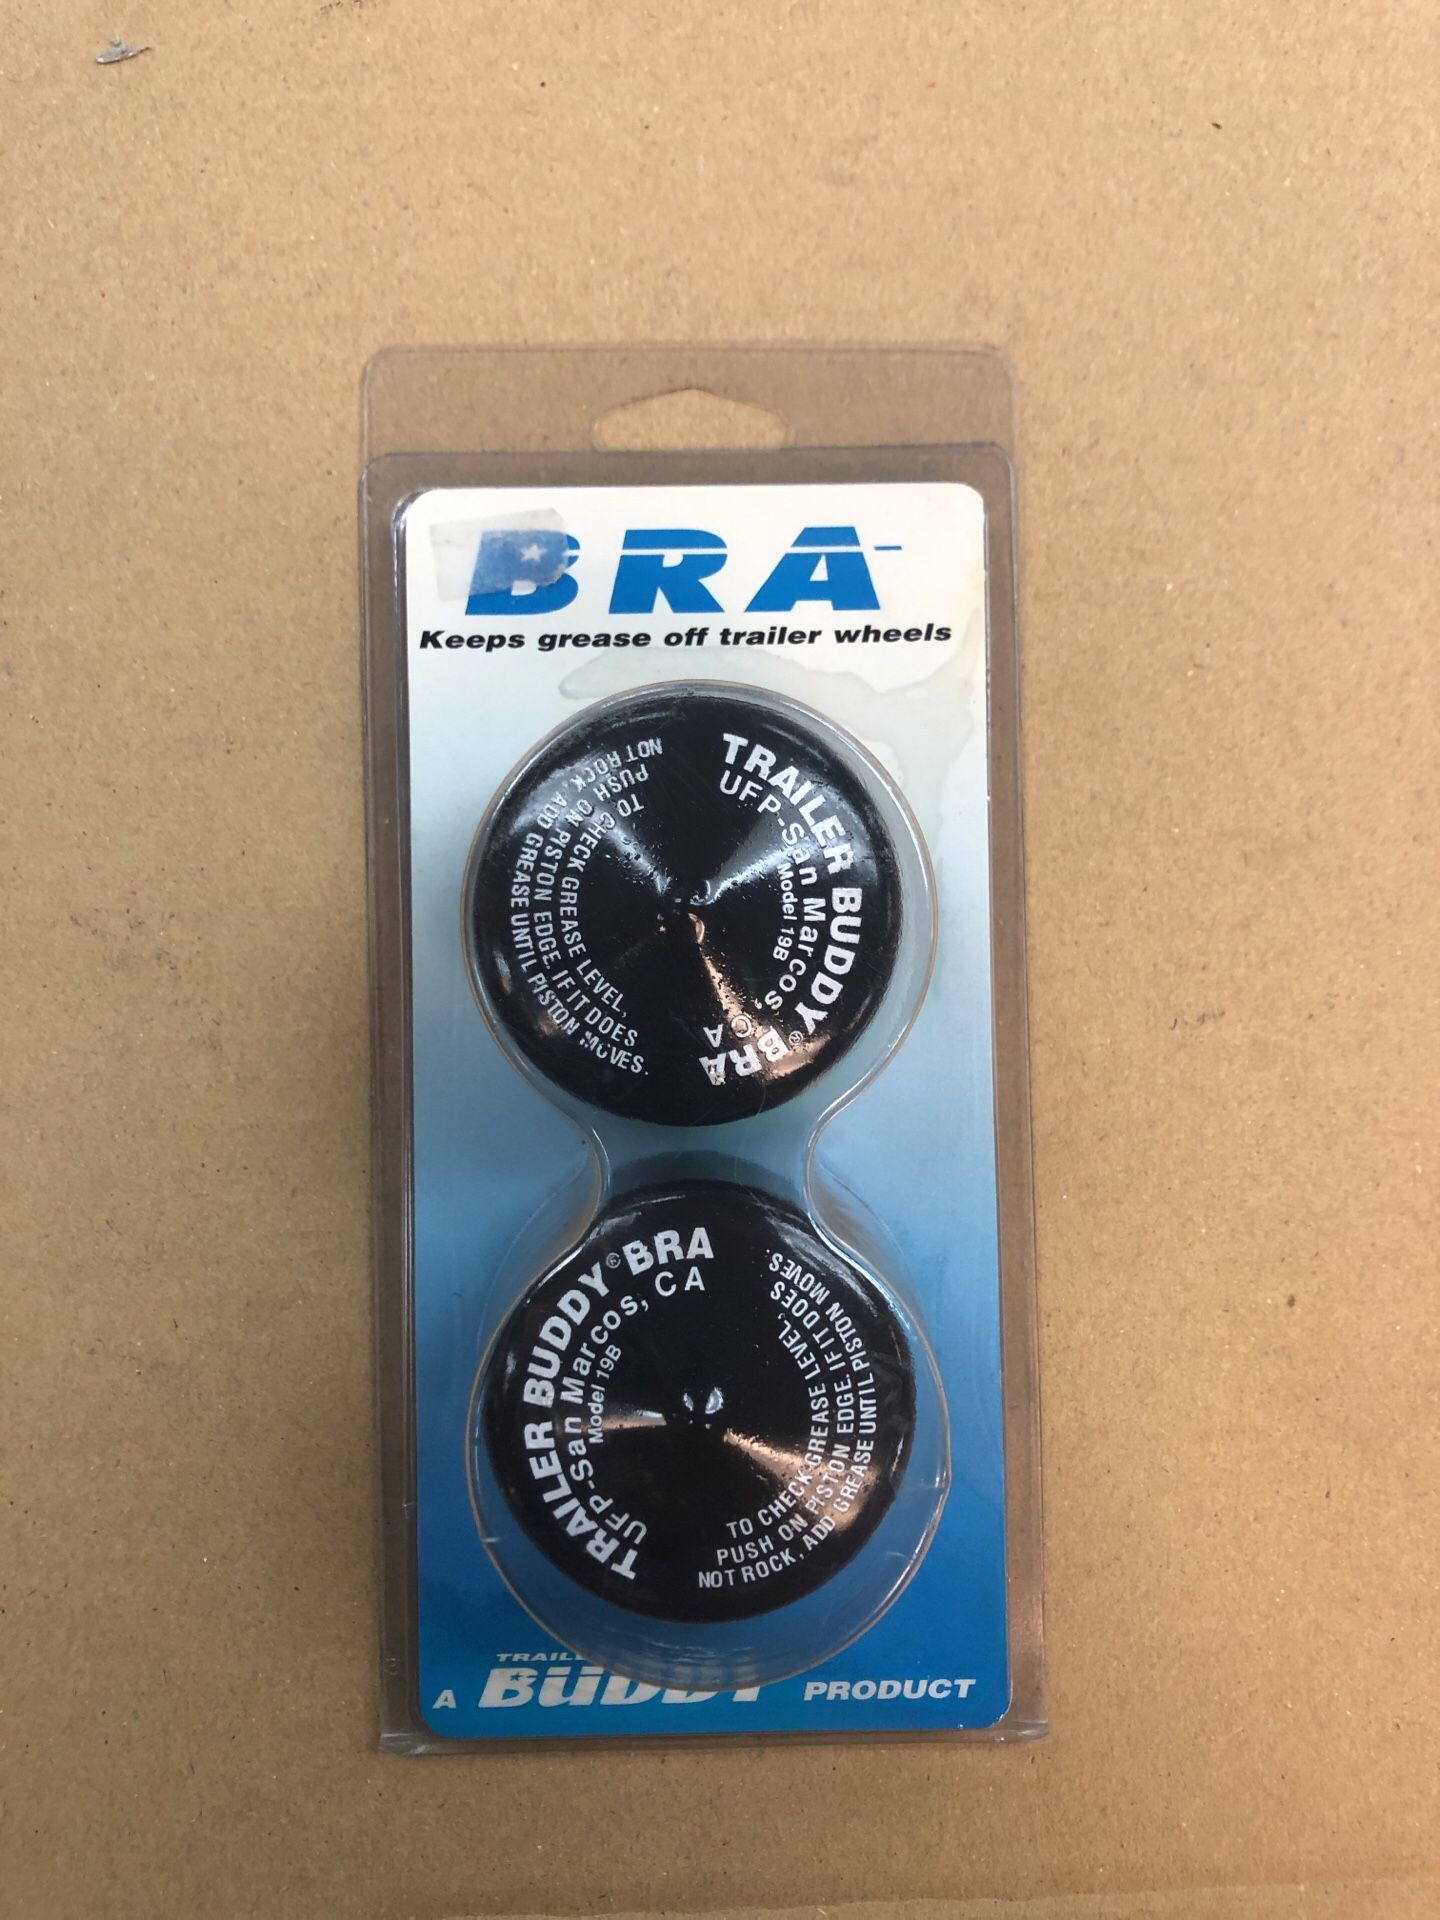 BRA
Keeps grease off trailer wheels
TRAILER BUDDY® BRA
UFP-San Marcos, CA
Model 19B
TO CHECK GREASE LEVEL,
PUSH ON PISTON EDGE. IF IT DOES
NOT ROCK, ADD GREASE UNTIL PISTON MOVES.
TRAILER BUDDY® BRA
UFP-San Marcos, CA
Model 19B
TO CHECK GREASE LEVEL,
PUSH ON PISTON EDGE. IF IT DOES
NOT ROCK, ADD GREASE UNTIL PISTON MOVES.
TRAILE
A BUDDY PRODUCT